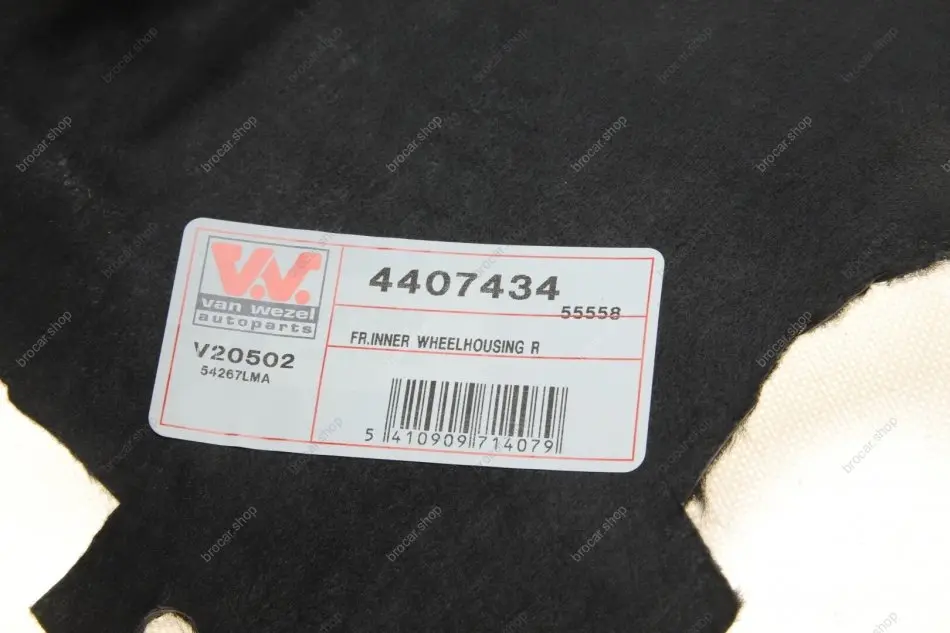 V.W.
van wezel
autoparts
V20502
54267LMA
4407434
55558
FR.INNER WHEELHOUSING R
5 410909 714079
brocar.shop